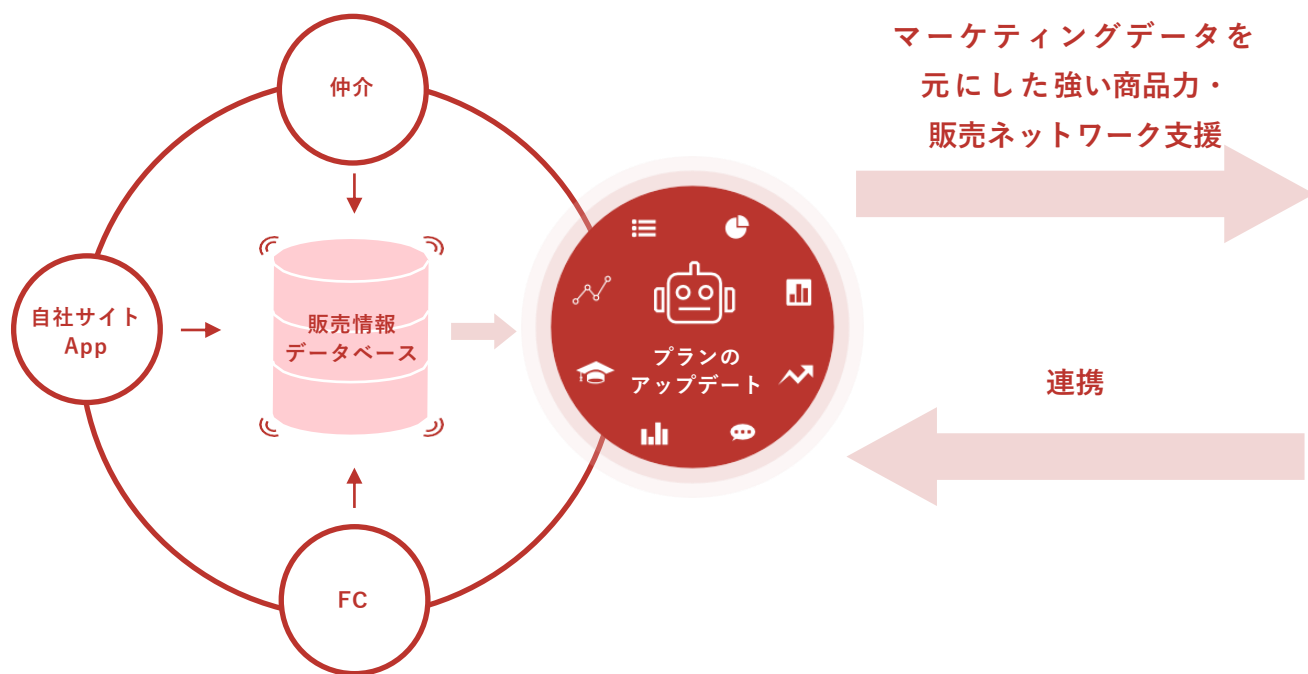 仲介
自社サイト
App
販売情報
データベース
FC
プランの
アップデート
マーケティングデータを
元にした強い商品力・
販売ネットワーク支援
連携